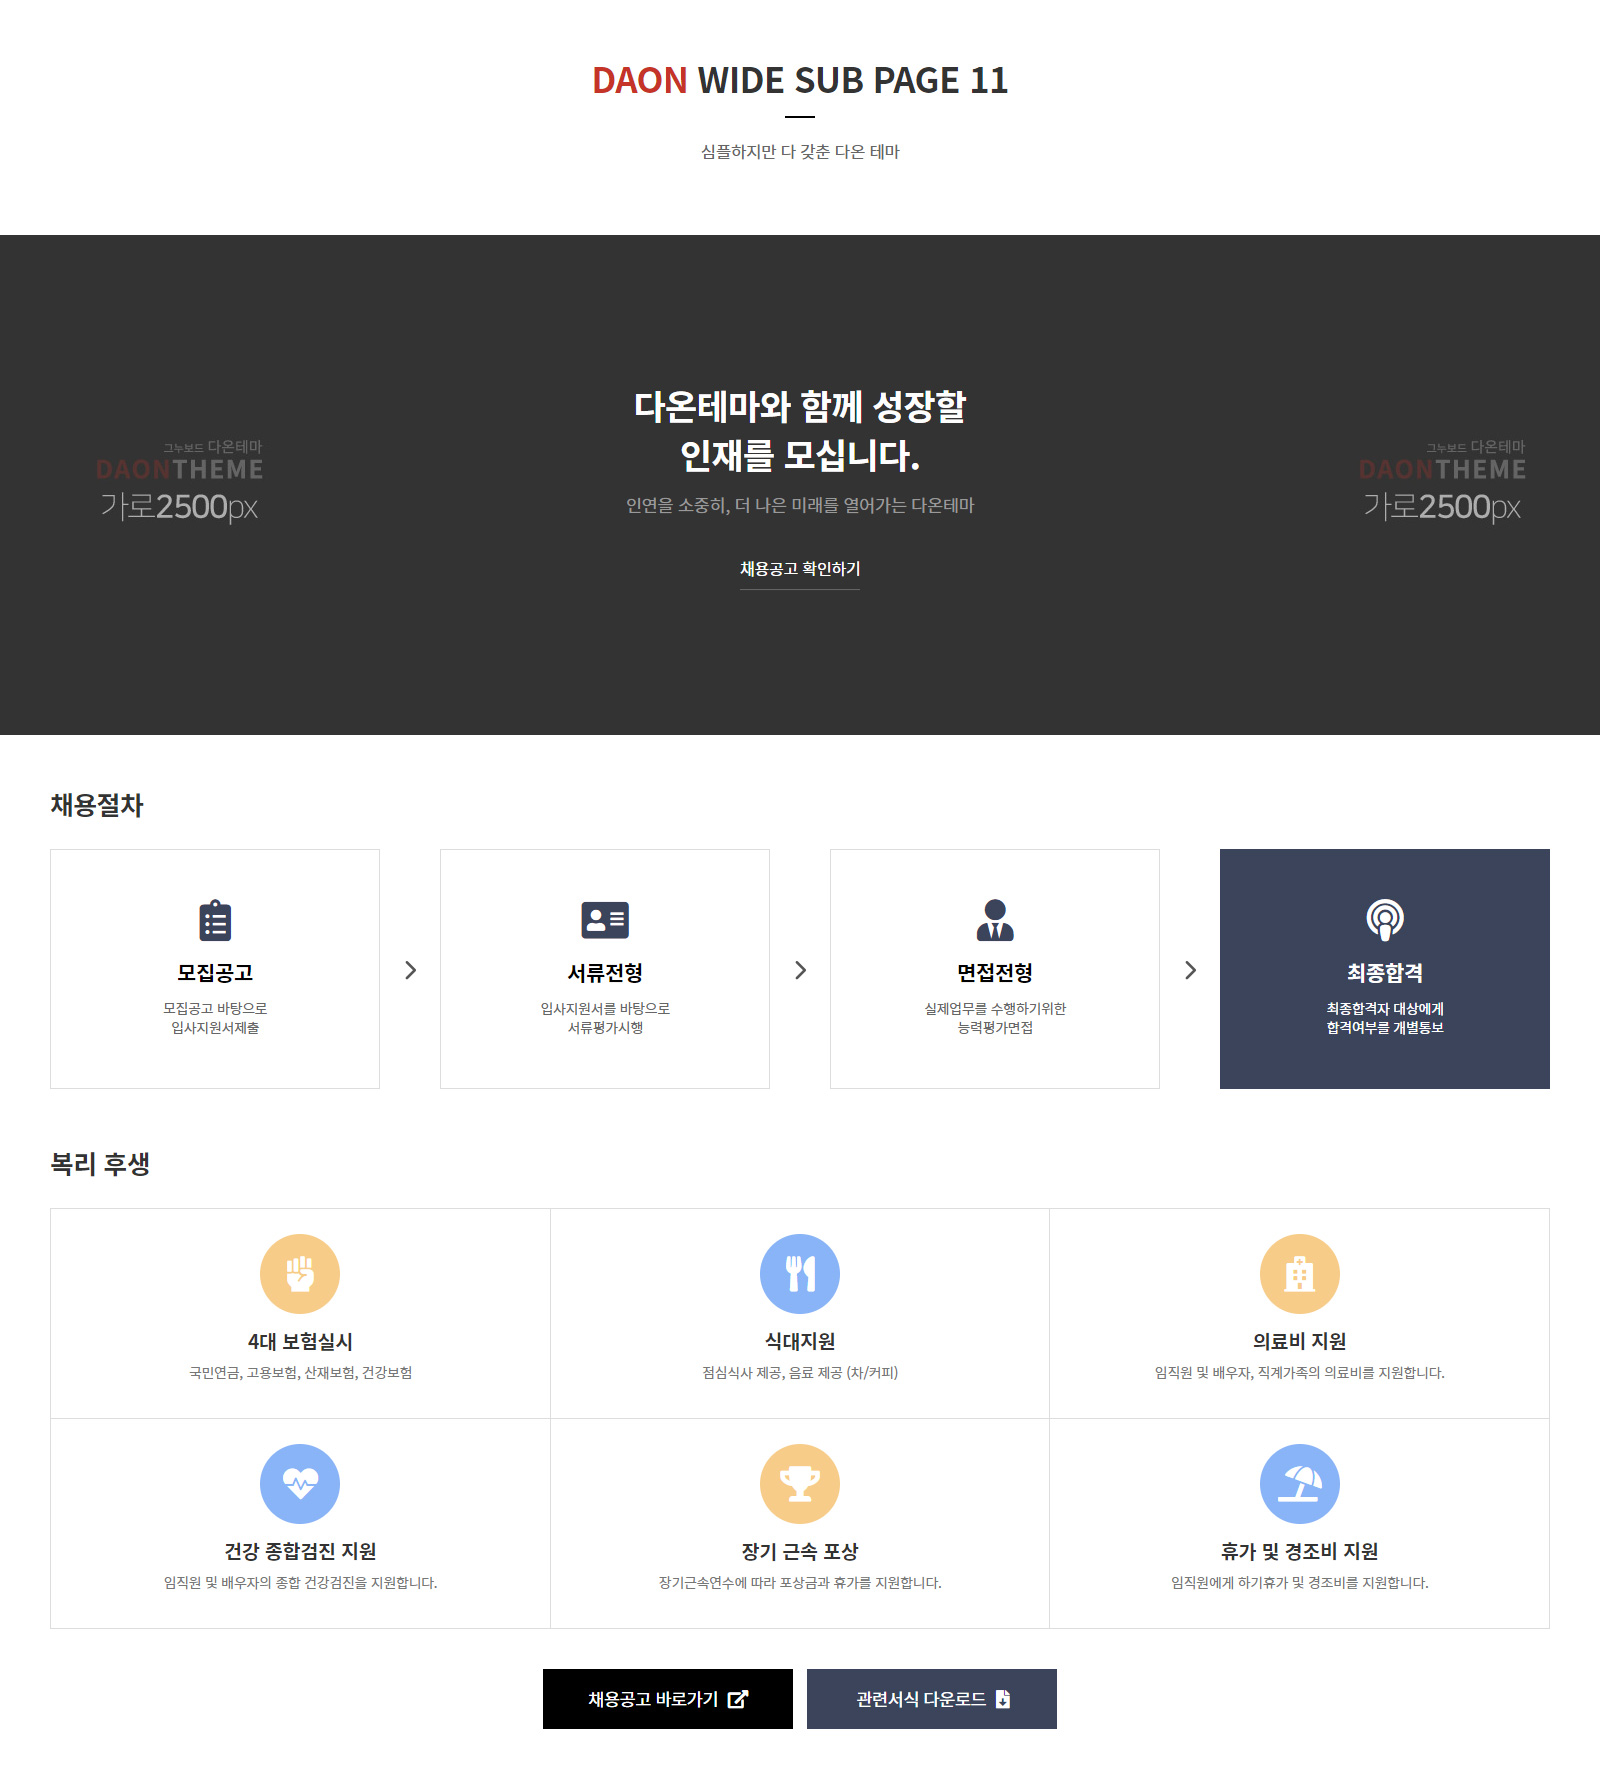 DAON WIDE SUB PAGE 11
심플하지만 다 갖춘 다온 테마
다온테마와 함께 성장할
인재를 모십니다.
인연을 소중히, 더 나은 미래를 열어가는 다온테마
채용공고 확인하기
그누보드 다온테마
DAONTHEME
가로2500px
그누보드 다온테마
DAONTHEME
가로2500px
채용절차
모집공고
모집공고 바탕으로
입사지원서제출
서류전형
입사지원서를 바탕으로
서류평가시행
면접전형
실제업무를 수행하기위한
능력평가면접
최종합격
최종합격자 대상에게
합격여부를 개별통보
복리 후생
4대 보험실시
국민연금, 고용보험, 산재보험, 건강보험
식대지원
점심식사 제공, 음료 제공 (차/커피)
의료비 지원
임직원 및 배우자, 직계가족의 의료비를 지원합니다.
건강 종합검진 지원
임직원 및 배우자의 종합 건강검진을 지원합니다.
장기 근속 포상
장기근속연수에 따라 포상금과 휴가를 지원합니다.
휴가 및 경조비 지원
임직원에게 하기휴가 및 경조비를 지원합니다.
채용공고 바로가기
관련서식 다운로드